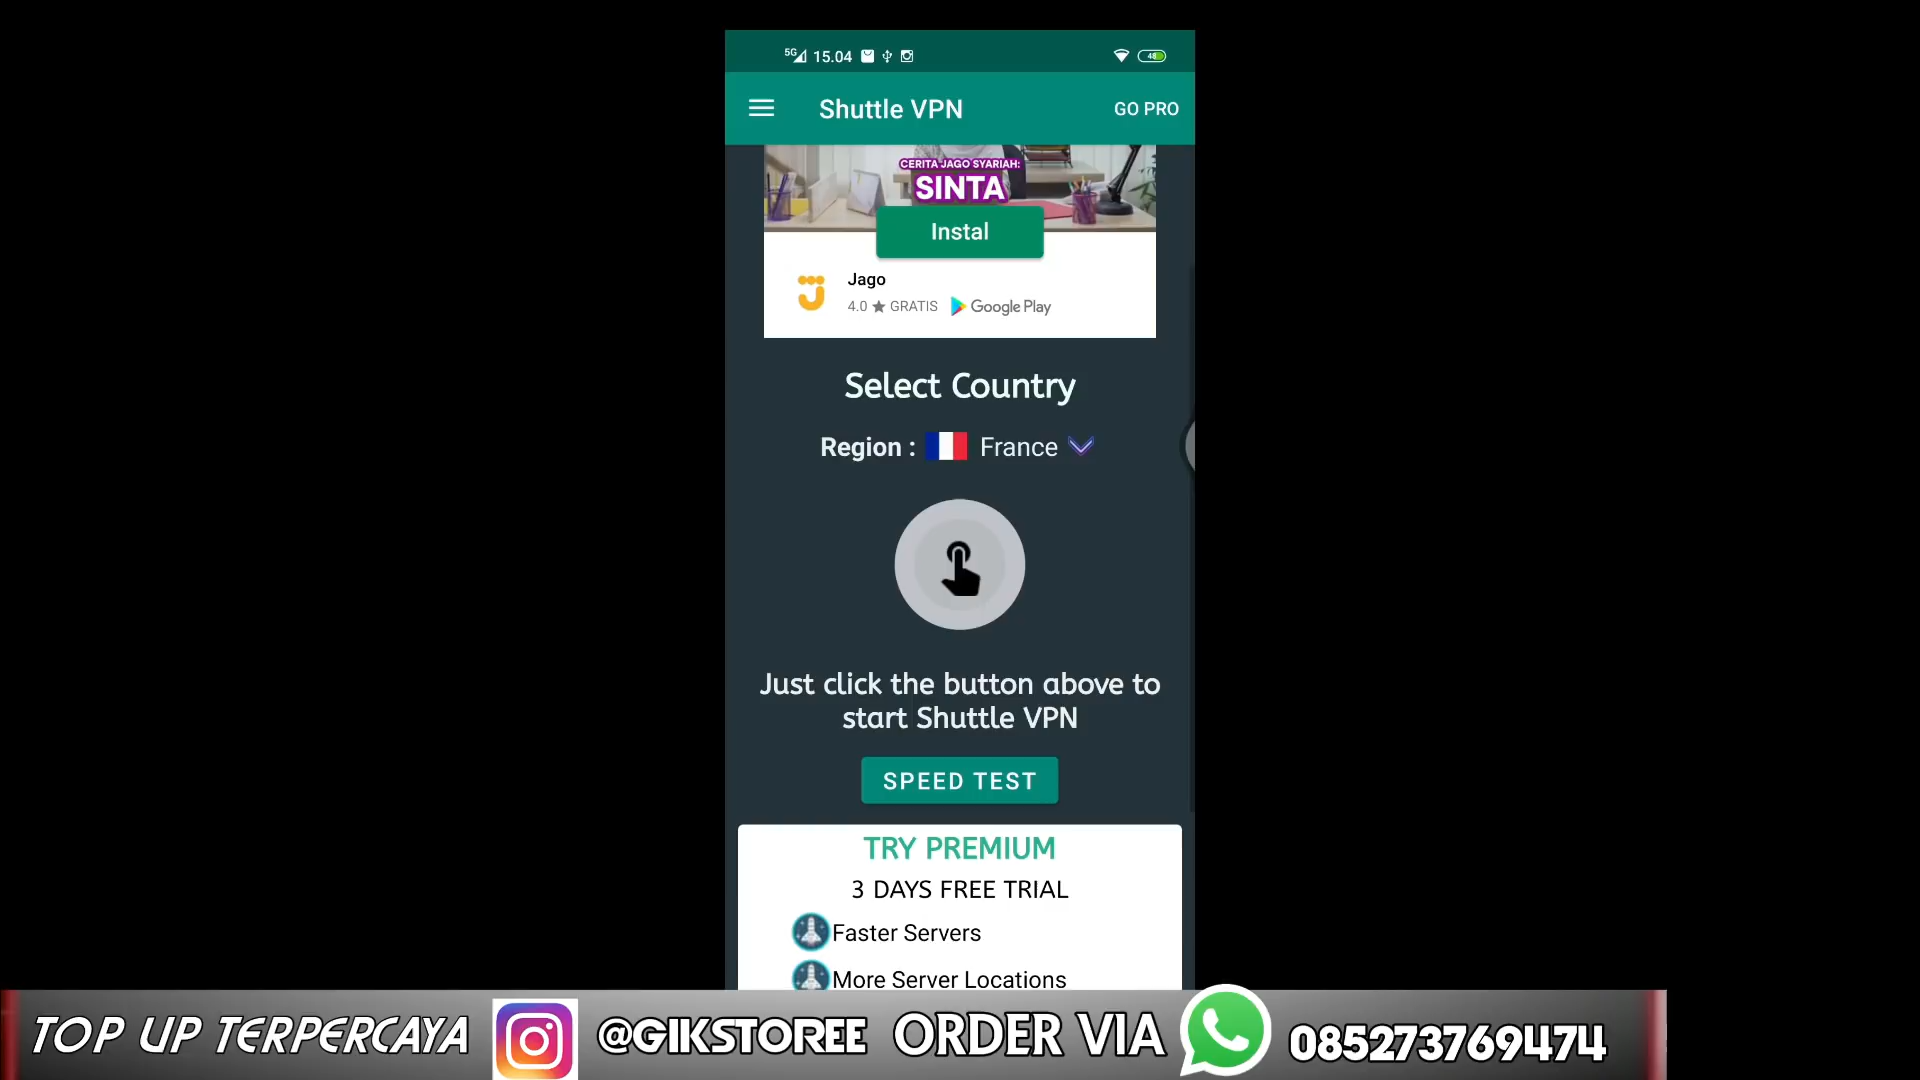 5G 15.04 48
Shuttle VPN GO PRO
CERITA JAGO SYARIAH:
SINTA
Instal
Jago
4.0 ★ GRATIS Google Play
Select Country
Region : France
Just click the button above to
start Shuttle VPN
SPEED TEST
TRY PREMIUM
3 DAYS FREE TRIAL
Faster Servers
More Server Locations
TOP UP TERPERCAYA @GIKSTOREE ORDER VIA 085273769474